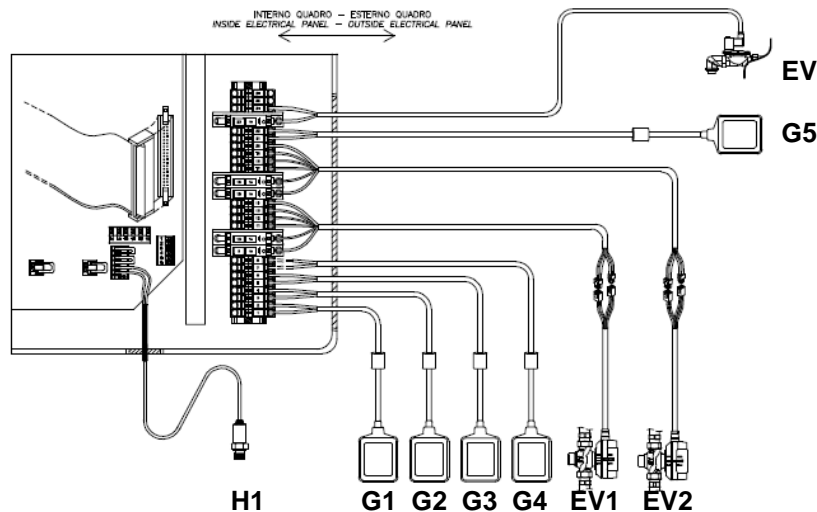 INTERNO QUADRO – ESTERNO QUADRO
INSIDE ELECTRICAL PANEL – OUTSIDE ELECTRICAL PANEL
EV
G5
H1 G1 G2 G3 G4 EV1 EV2